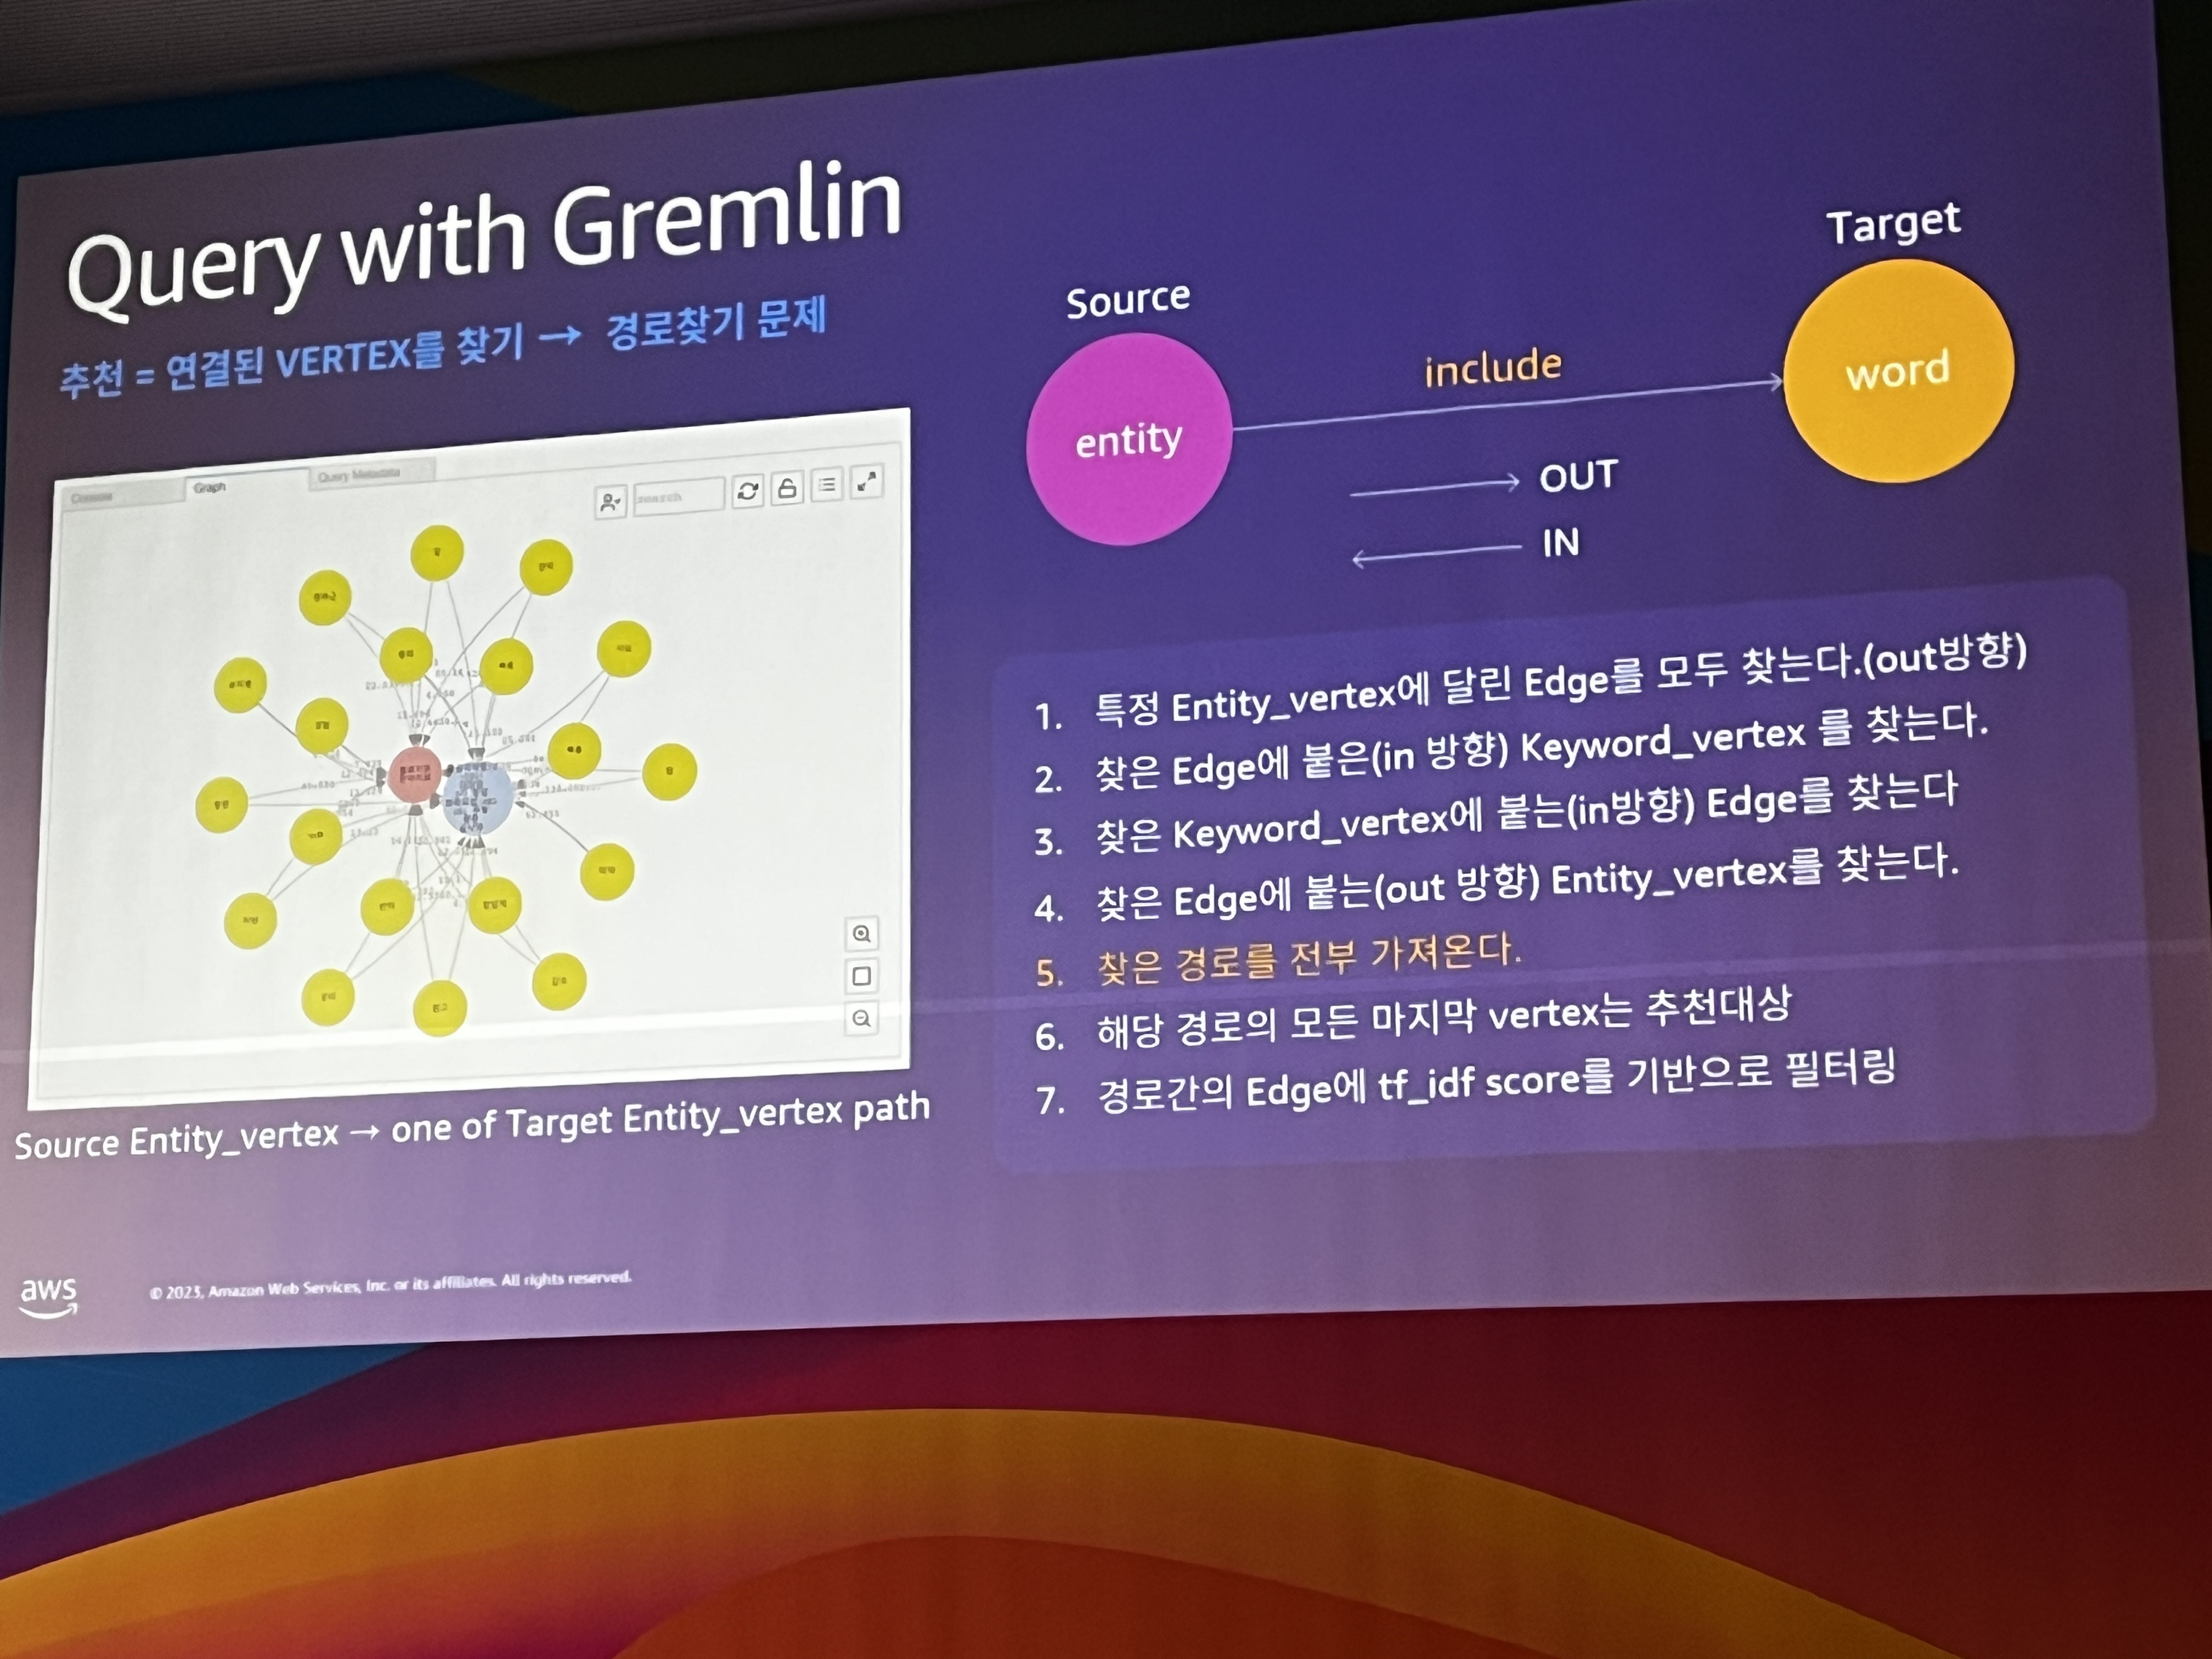 Query with Gremlin
추천 = 연결된 VERTEX를 찾기 → 경로찾기 문제
Console
Graph
Query Metadata
search
Source Entity_vertex → one of Target Entity_vertex path
Source
Target
entity
include
word
OUT
IN
1. 특정 Entity_vertex에 달린 Edge를 모두 찾는다.(out방향)
2. 찾은 Edge에 붙은(in 방향) Keyword_vertex 를 찾는다.
3. 찾은 Keyword_vertex에 붙는(in방향) Edge를 찾는다
4. 찾은 Edge에 붙는(out 방향) Entity_vertex를 찾는다.
5. 찾은 경로를 전부 가져온다.
6. 해당 경로의 모든 마지막 vertex는 추천대상
7. 경로간의 Edge에 tf_idf score를 기반으로 필터링
aws
© 2023, Amazon Web Services, Inc. or its affiliates. All rights reserved.